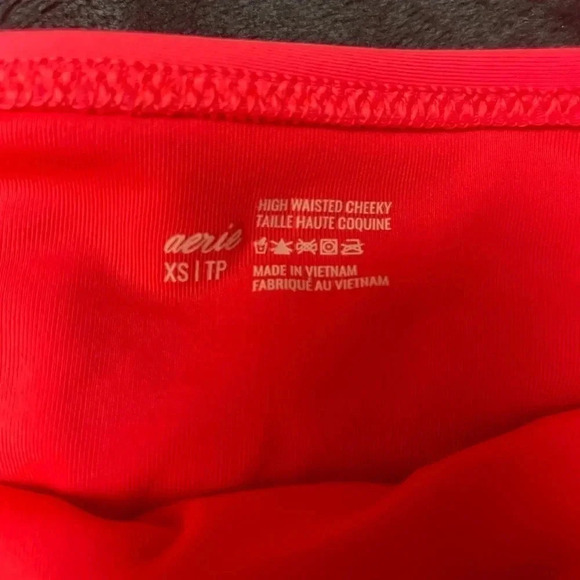 aerie
XS | TP
HIGH WAISTED CHEEKY
TAILLE HAUTE COQUINE
MADE IN VIETNAM
FABRIQUÉ AU VIETNAM